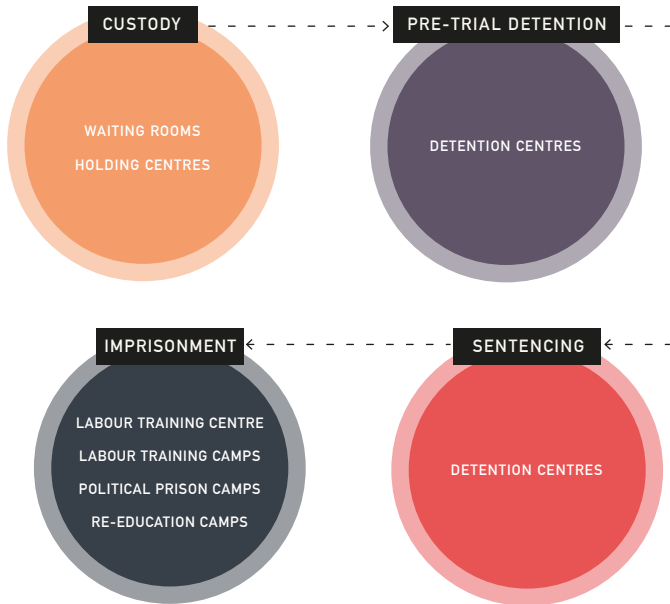 CUSTODY
PRE-TRIAL DETENTION
WAITING ROOMS
HOLDING CENTRES
DETENTION CENTRES
IMPRISONMENT
SENTENCING
LABOUR TRAINING CENTRE
LABOUR TRAINING CAMPS
POLITICAL PRISON CAMPS
RE-EDUCATION CAMPS
DETENTION CENTRES